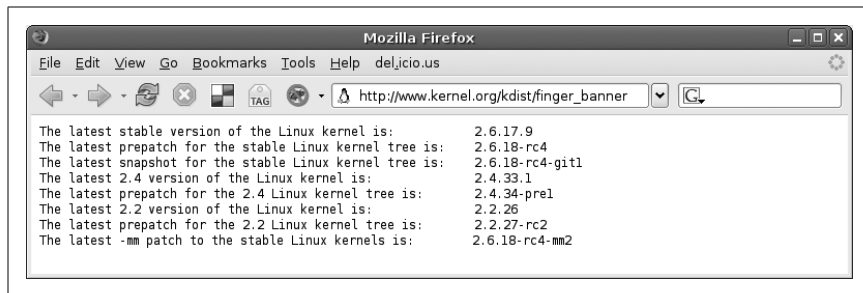 Mozilla Firefox
File Edit View Go Bookmarks Tools Help del.icio.us
TAG http://www.kernel.org/kdist/finger_banner G
The latest stable version of the Linux kernel is: 2.6.17.9
The latest prepatch for the stable Linux kernel tree is: 2.6.18-rc4
The latest snapshot for the stable Linux kernel tree is: 2.6.18-rc4-git1
The latest 2.4 version of the Linux kernel is: 2.4.33.1
The latest prepatch for the 2.4 Linux kernel tree is: 2.4.34-pre1
The latest 2.2 version of the Linux kernel is: 2.2.26
The latest prepatch for the 2.2 Linux kernel tree is: 2.2.27-rc2
The latest -mm patch to the stable Linux kernels is: 2.6.18-rc4-mm2